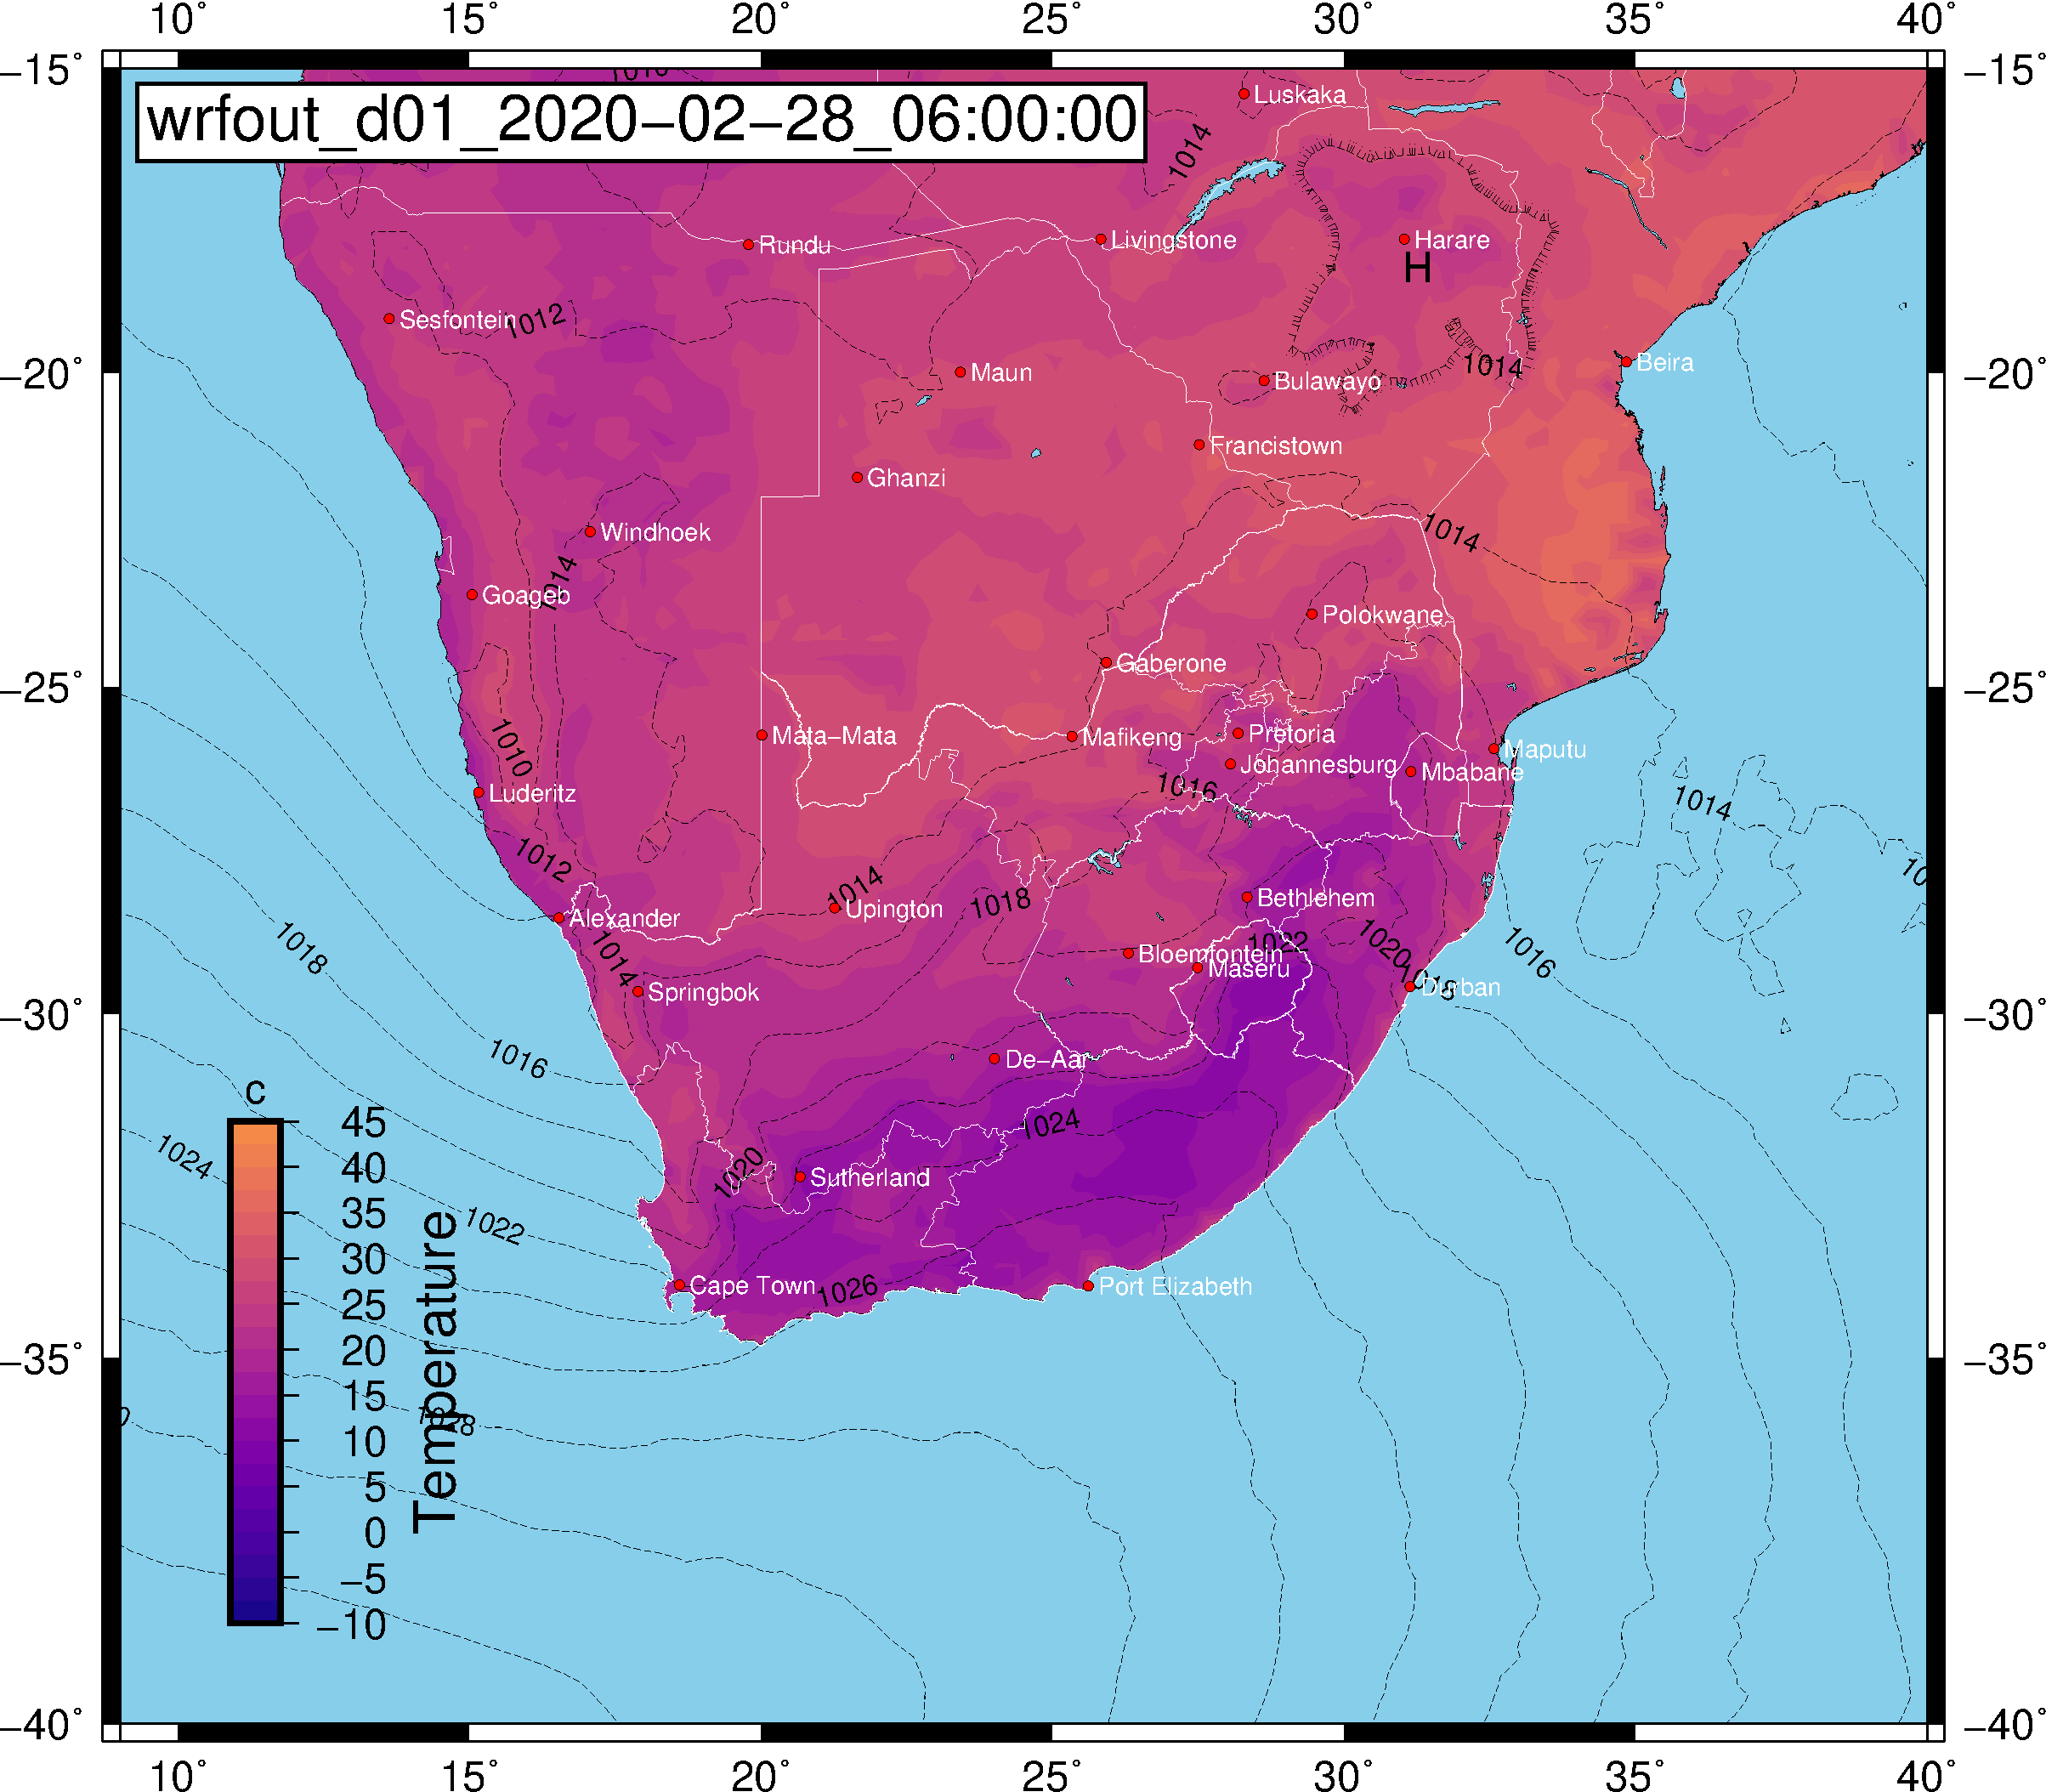 10° 15° 20° 25° 30° 35° 40°
−15° −15°
wrfout_d01_2020−02−28_06:00:00
Luskaka
1014
Rundu
Livingstone
Harare
H
Sesfontein
1012
1014
Beira
−20° −20°
Maun
Bulawayo
Francistown
Ghanzi
Windhoek
1014
1014
Goageb
Polokwane
Gaberone
−25° −25°
1010
Mata−Mata
Mafikeng
Pretoria
Johannesburg
Mbabane
Maputu
1016
1014
Luderitz
1012
1014
1018
Bethlehem
Alexander
Upington
1018
1014
Bloemfontein
1022
1020
1016
Maseru
Springbok
1018
Durban
−30° −30°
1016
De−Aar
1024
1024
1020
Sutherland
1022
Cape Town
1026
Port Elizabeth
−35° −35°
1028
c
45
40
35
30
25
20
15
10
5
0
−5
−10
Temperature
−40° −40°
10° 15° 20° 25° 30° 35° 40°